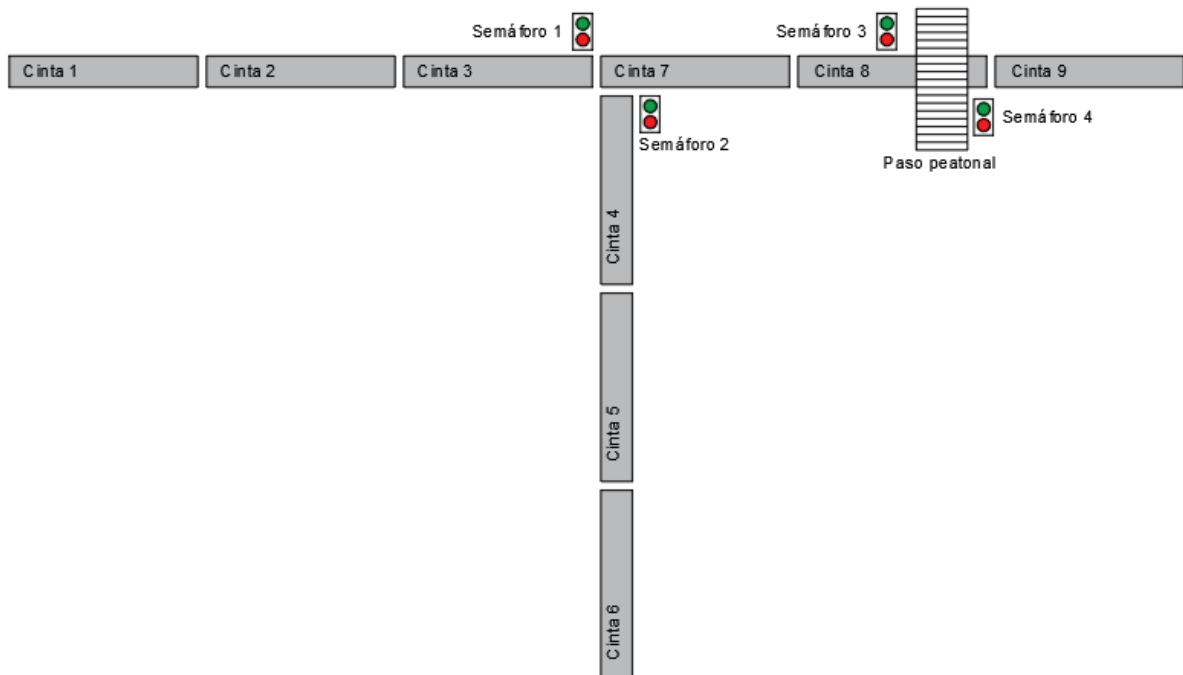 Semáforo 1
Semáforo 3
Cinta 1
Cinta 2
Cinta 3
Cinta 7
Cinta 8
Cinta 9
Semáforo 4
Semáforo 2
Paso peatonal
Cinta 4
Cinta 5
Cinta 6